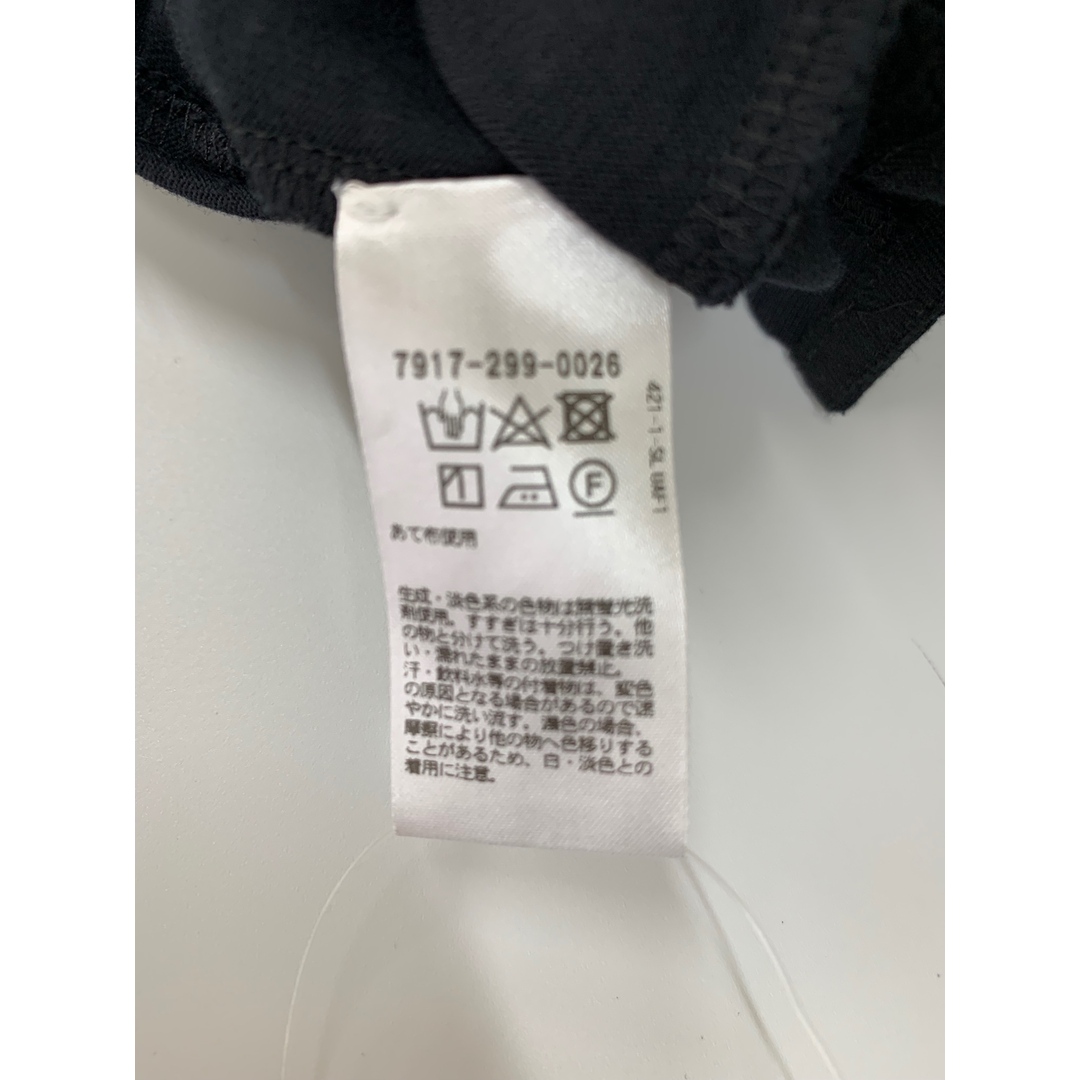 7917-299-0026
421-1-SL UAF1
F
あて布使用
生成・淡色系の色物は無蛍光洗
剤使用。すすぎは十分行う。他
の物と分けて洗う。つけ置き洗
い・濡れたままの放置禁止。
汗・飲料水等の付着物は、変色
の原因となる場合があるので速
やかに洗い流す。濃色の場合、
摩擦により他の物へ色移りする
ことがあるため、白・淡色との
着用に注意。